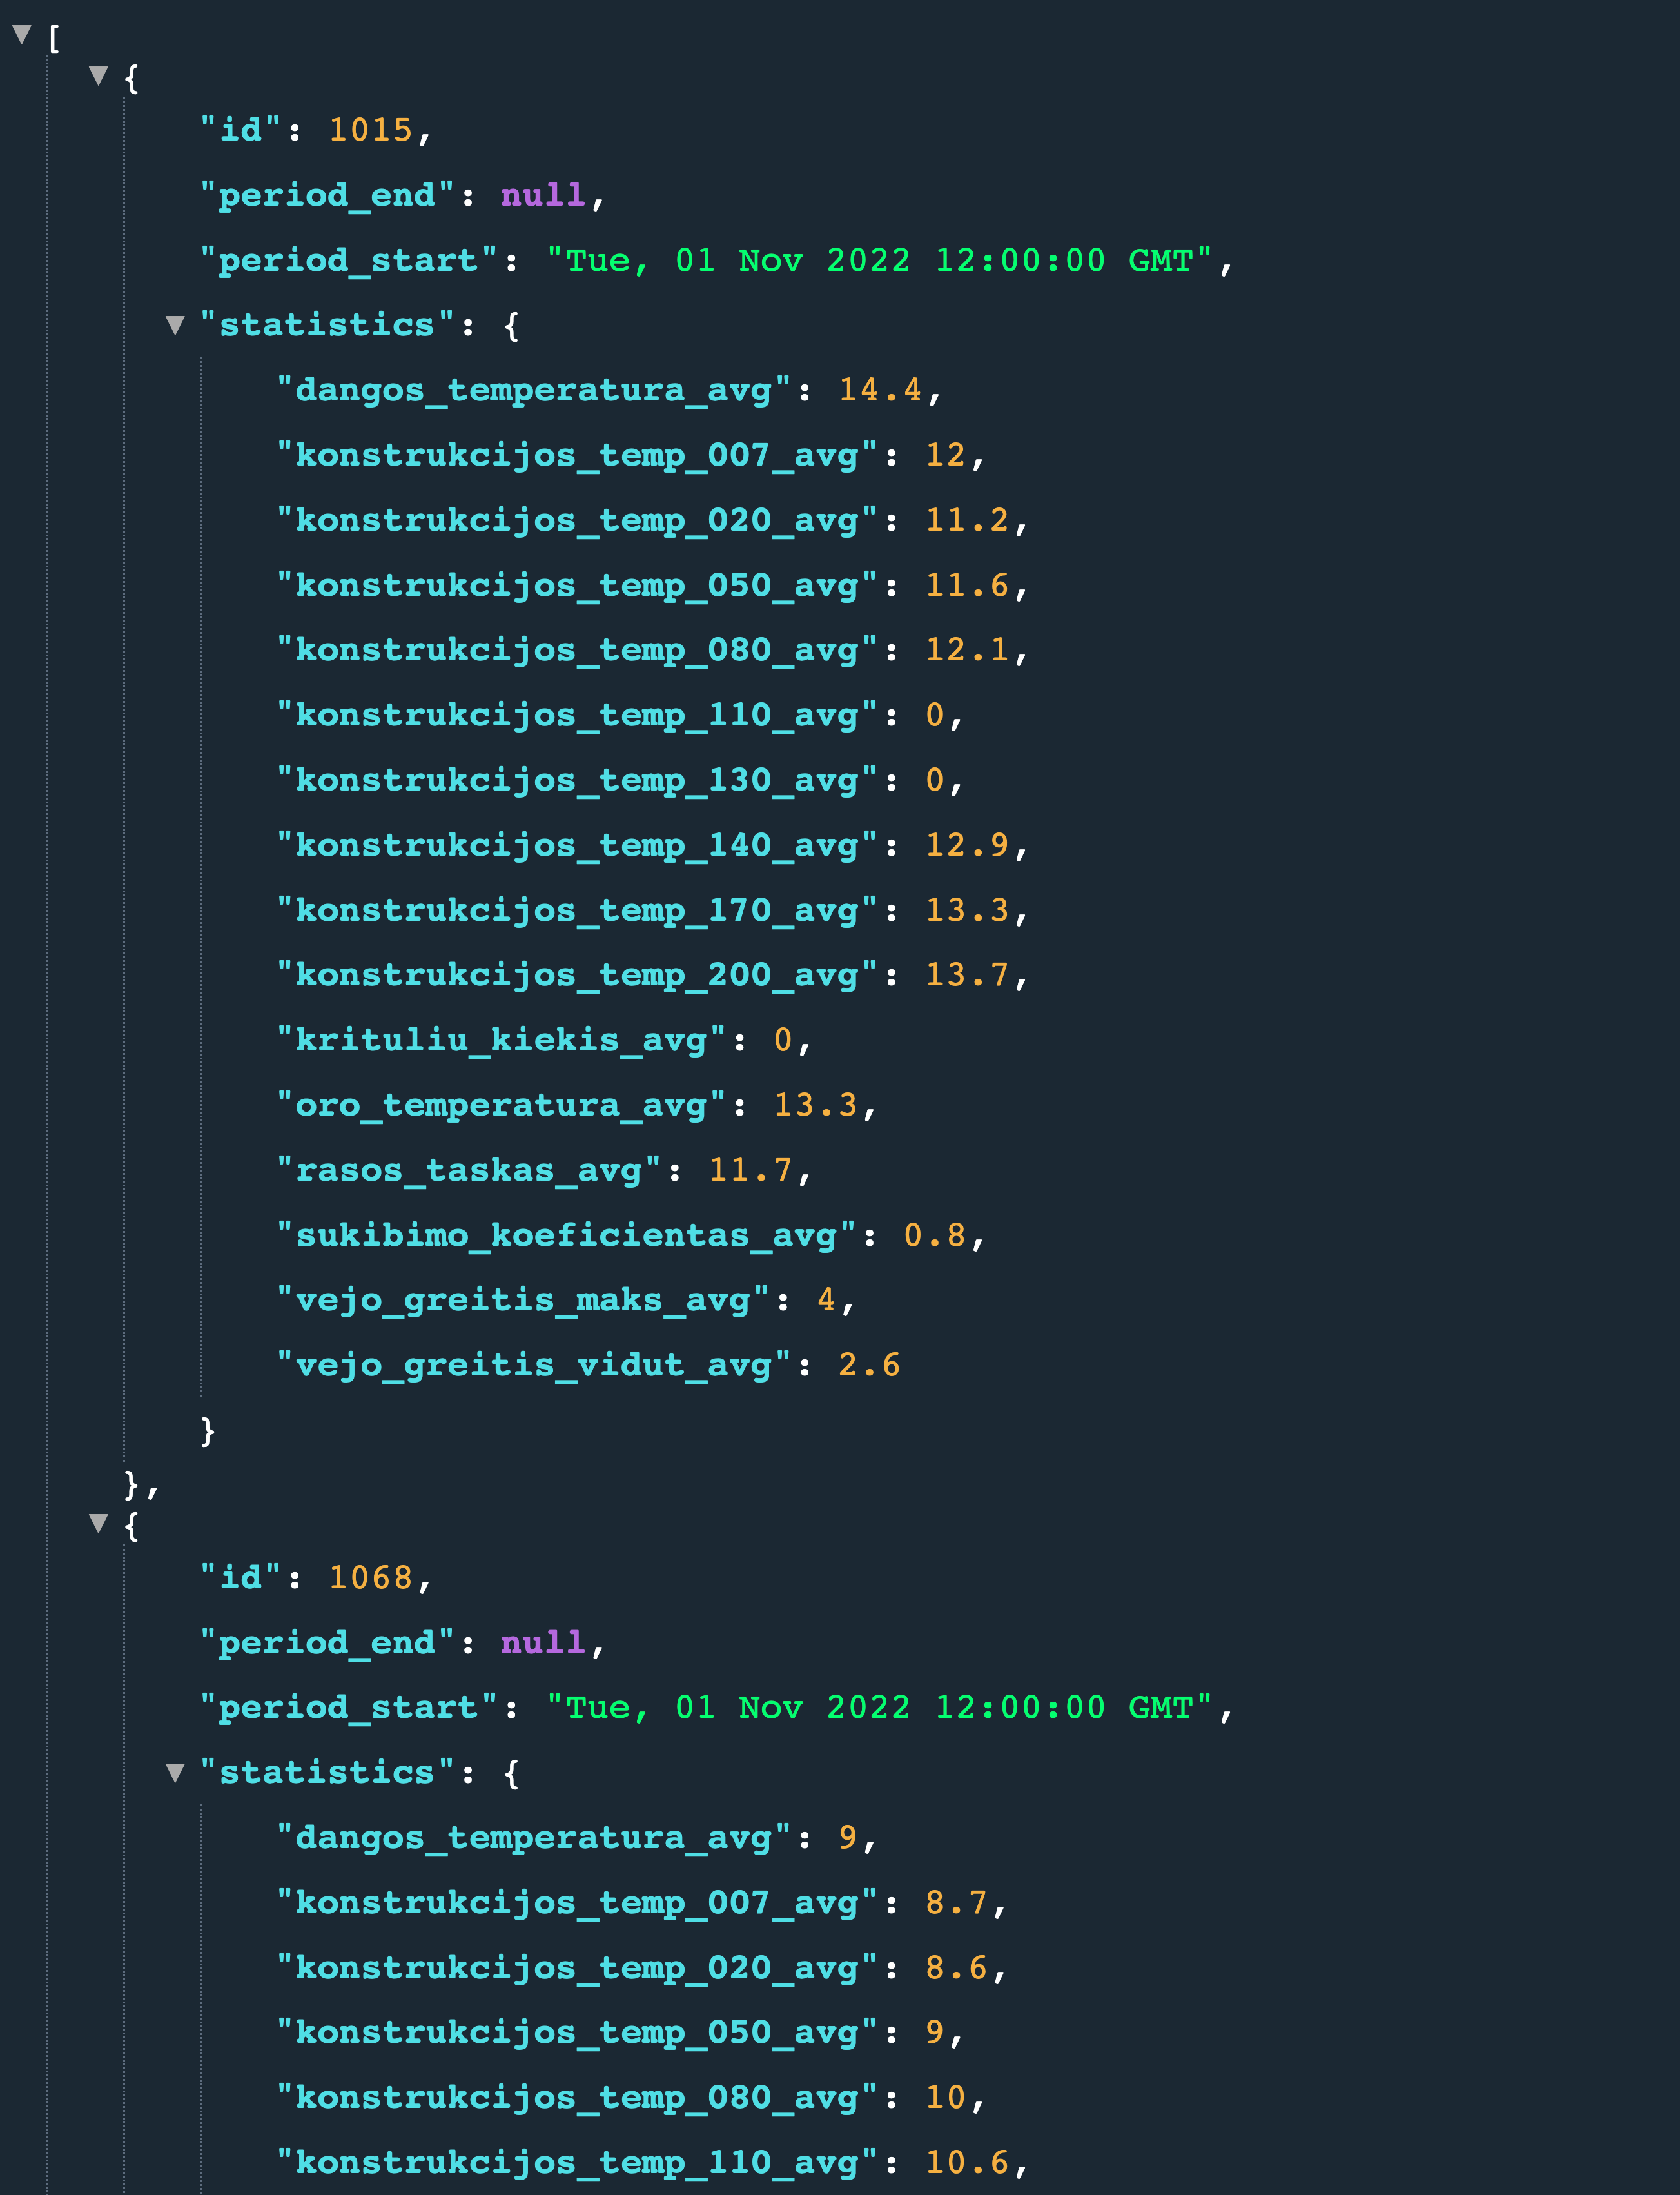 [
{
"id": 1015,
"period_end": null,
"period_start": "Tue, 01 Nov 2022 12:00:00 GMT",
"statistics": {
"dangos_temperatura_avg": 14.4,
"konstrukcijos_temp_007_avg": 12,
"konstrukcijos_temp_020_avg": 11.2,
"konstrukcijos_temp_050_avg": 11.6,
"konstrukcijos_temp_080_avg": 12.1,
"konstrukcijos_temp_110_avg": 0,
"konstrukcijos_temp_130_avg": 0,
"konstrukcijos_temp_140_avg": 12.9,
"konstrukcijos_temp_170_avg": 13.3,
"konstrukcijos_temp_200_avg": 13.7,
"krituliu_kiekis_avg": 0,
"oro_temperatura_avg": 13.3,
"rasos_taskas_avg": 11.7,
"sukibimo_koeficientas_avg": 0.8,
"vejo_greitis_maks_avg": 4,
"vejo_greitis_vidut_avg": 2.6
}
},
{
"id": 1068,
"period_end": null,
"period_start": "Tue, 01 Nov 2022 12:00:00 GMT",
"statistics": {
"dangos_temperatura_avg": 9,
"konstrukcijos_temp_007_avg": 8.7,
"konstrukcijos_temp_020_avg": 8.6,
"konstrukcijos_temp_050_avg": 9,
"konstrukcijos_temp_080_avg": 10,
"konstrukcijos_temp_110_avg": 10.6,